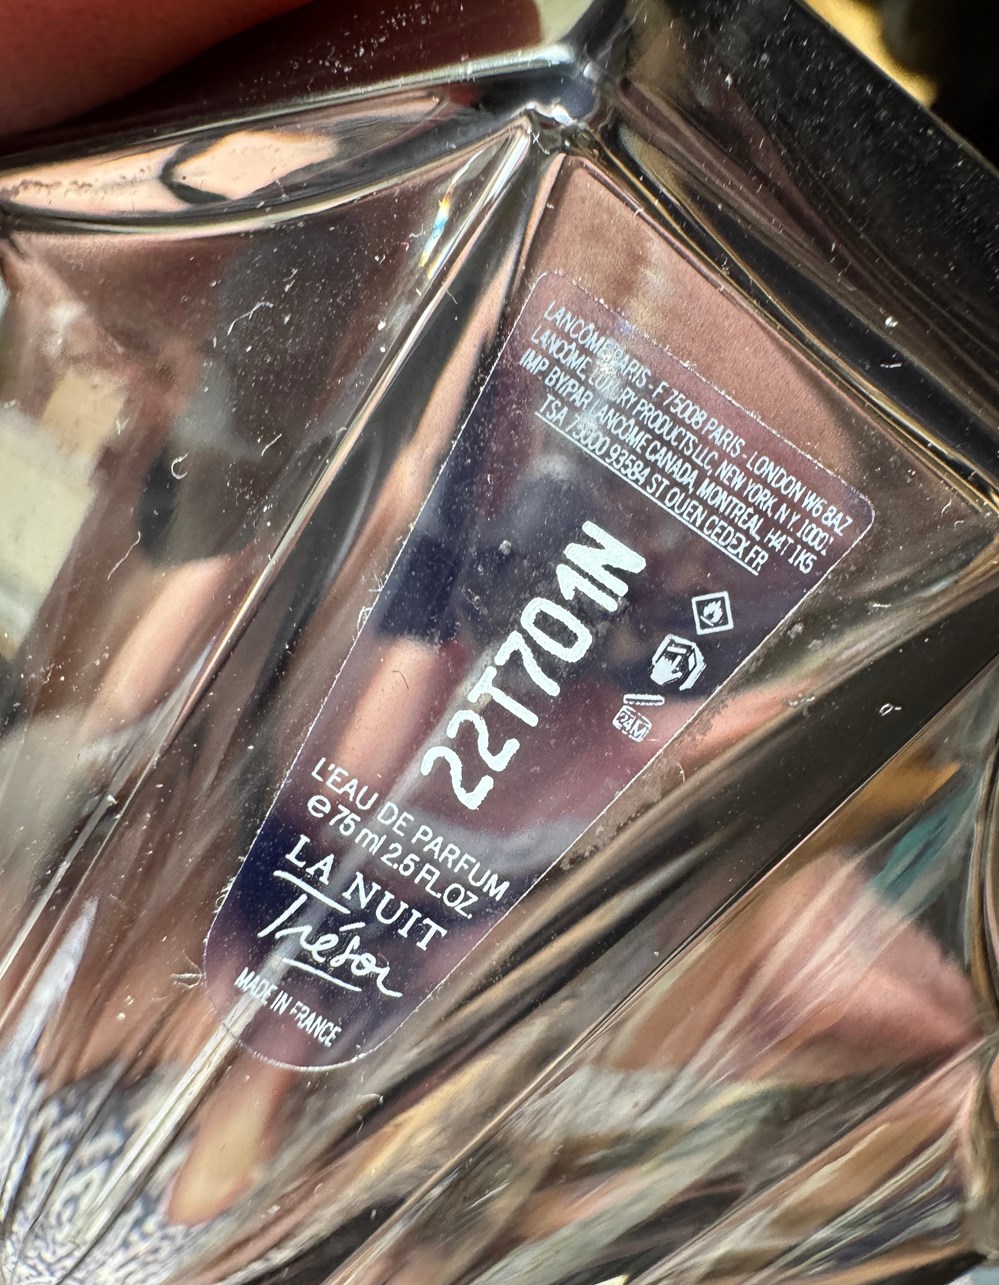 LANCÔME PARIS - F 75008 PARIS - LONDON W6 8AZ
LANCÔME, LUXURY PRODUCTS LLC, NEW YORK, N.Y. 10001
IMP BY/PAR LANCÔME CANADA, MONTRÉAL, H4T 1K5
TSA 75000 93584 ST OUEN CEDEX FR
22T701N
24M
L'EAU DE PARFUM
e 75 ml 2.5 FL.OZ
LA NUIT
Trésor
MADE IN FRANCE